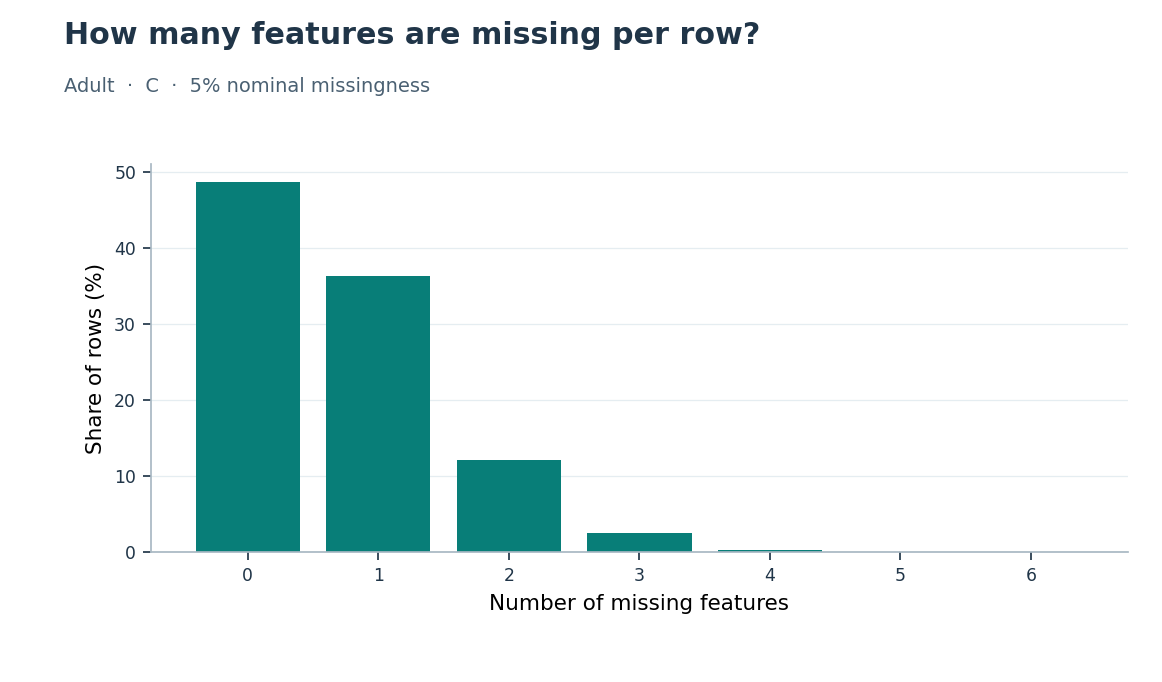 How many features are missing per row?
Adult · C · 5% nominal missingness
Share of rows (%)
50
40
30
20
10
0
0 1 2 3 4 5 6
Number of missing features